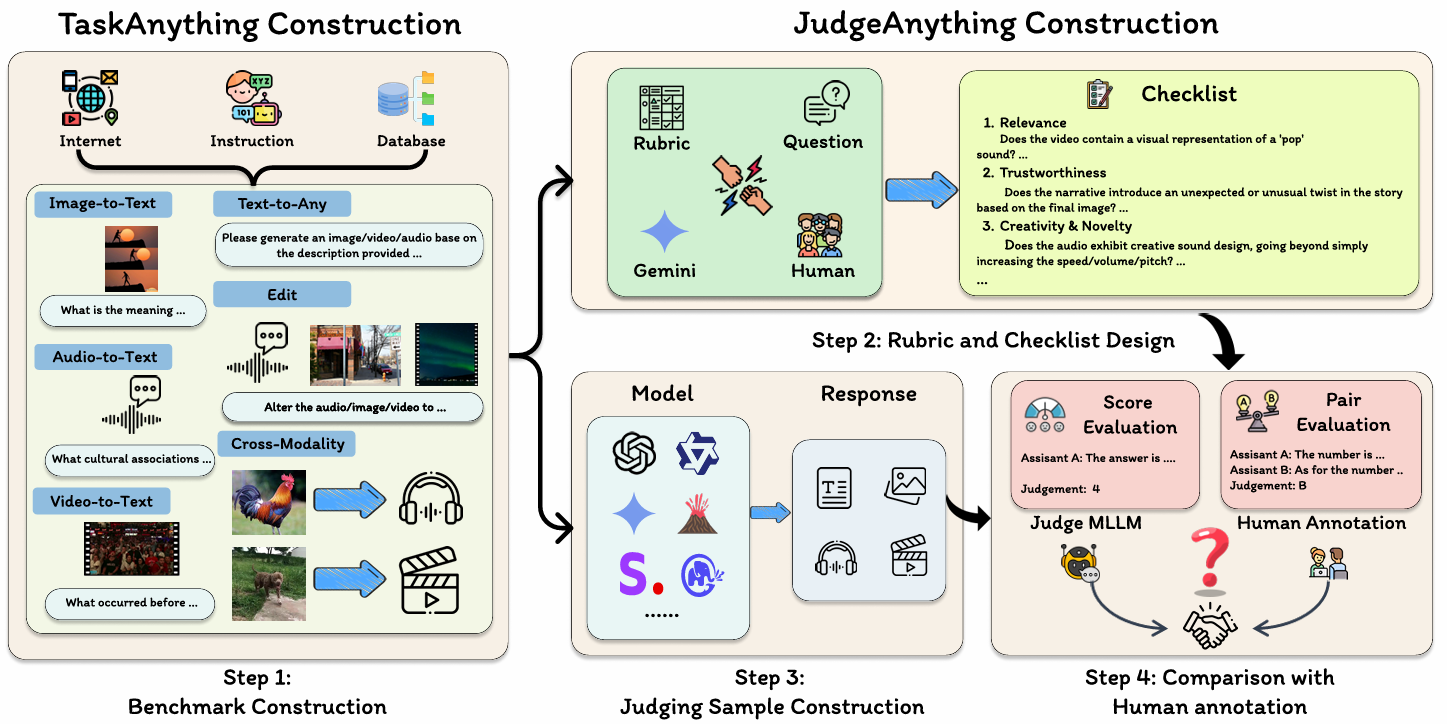 TaskAnything Construction
Internet
Instruction
XYZ
101
Database
Image-to-Text
What is the meaning ...
Audio-to-Text
What cultural associations ...
Video-to-Text
What occurred before ...
Text-to-Any
Please generate an image/video/audio base on
the description provided ...
Edit
Alter the audio/image/video to ...
Cross-Modality
Step 1:
Benchmark Construction
JudgeAnything Construction
Rubric
Question
Gemini
Human
Checklist
1. Relevance
Does the video contain a visual representation of a 'pop'
sound? ...
2. Trustworthiness
Does the narrative introduce an unexpected or unusual twist in the story
based on the final image? ...
3. Creativity & Novelty
Does the audio exhibit creative sound design, going beyond simply
increasing the speed/volume/pitch? ...
...
Step 2: Rubric and Checklist Design
Model
S.
......
Response
T
Step 3:
Judging Sample Construction
Score
Evaluation
Assisant A: The answer is ....
Judgement: 4
A
B
Pair
Evaluation
Assisant A: The number is ...
Assisant B: As for the number ..
Judgement: B
Judge MLLM
Human Annotation
?
Step 4: Comparison with
Human annotation